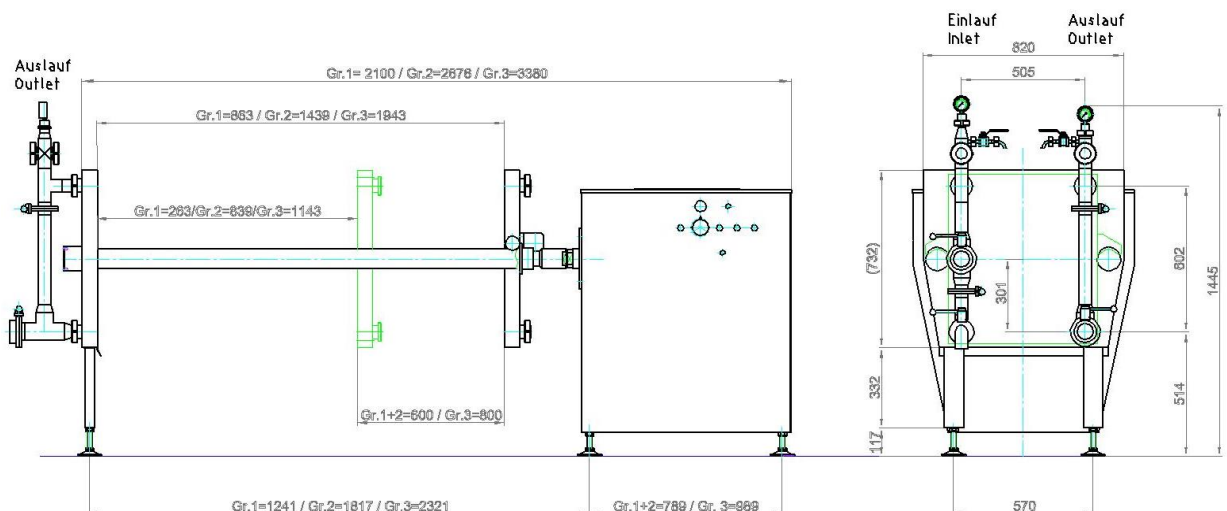 Einlauf
Inlet
Auslauf
Outlet
820
Auslauf
Outlet
Gr.1= 2100 / Gr.2=2676 / Gr.3=3380
505
Gr.1=863 / Gr.2=1439 / Gr.3=1943
Gr.1=263/Gr.2=839/Gr.3=1143
(732)
301
602
1445
332
514
Gr.1+2=600 / Gr.3=800
117
Gr.1=1241 / Gr.2=1817 / Gr.3=2321
Gr.1+2=789 / Gr. 3=989
570